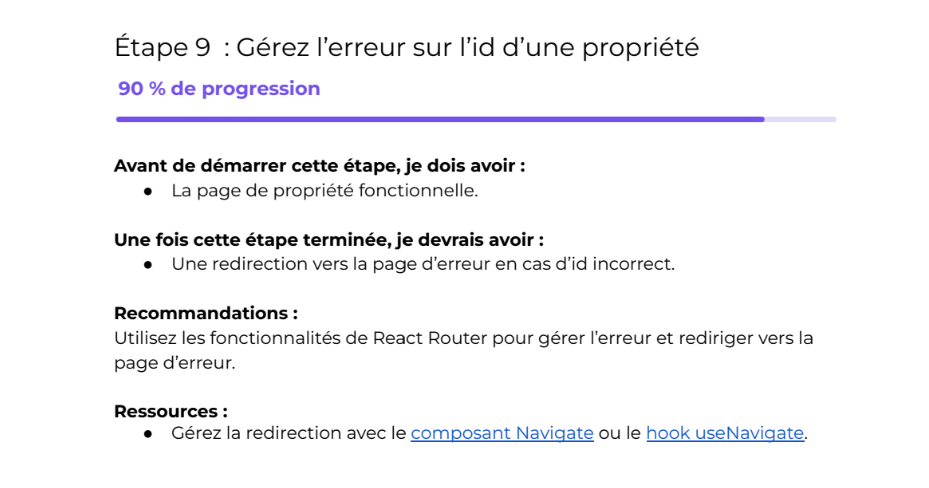 Étape 9  : Gérez l’erreur sur l’id d’une propriété
90 % de progression
Avant de démarrer cette étape, je dois avoir :
● La page de propriété fonctionnelle.
Une fois cette étape terminée, je devrais avoir :
● Une redirection vers la page d’erreur en cas d’id incorrect.
Recommandations :
Utilisez les fonctionnalités de React Router pour gérer l’erreur et rediriger vers la
page d’erreur.
Ressources :
● Gérez la redirection avec le composant Navigate ou le hook useNavigate.